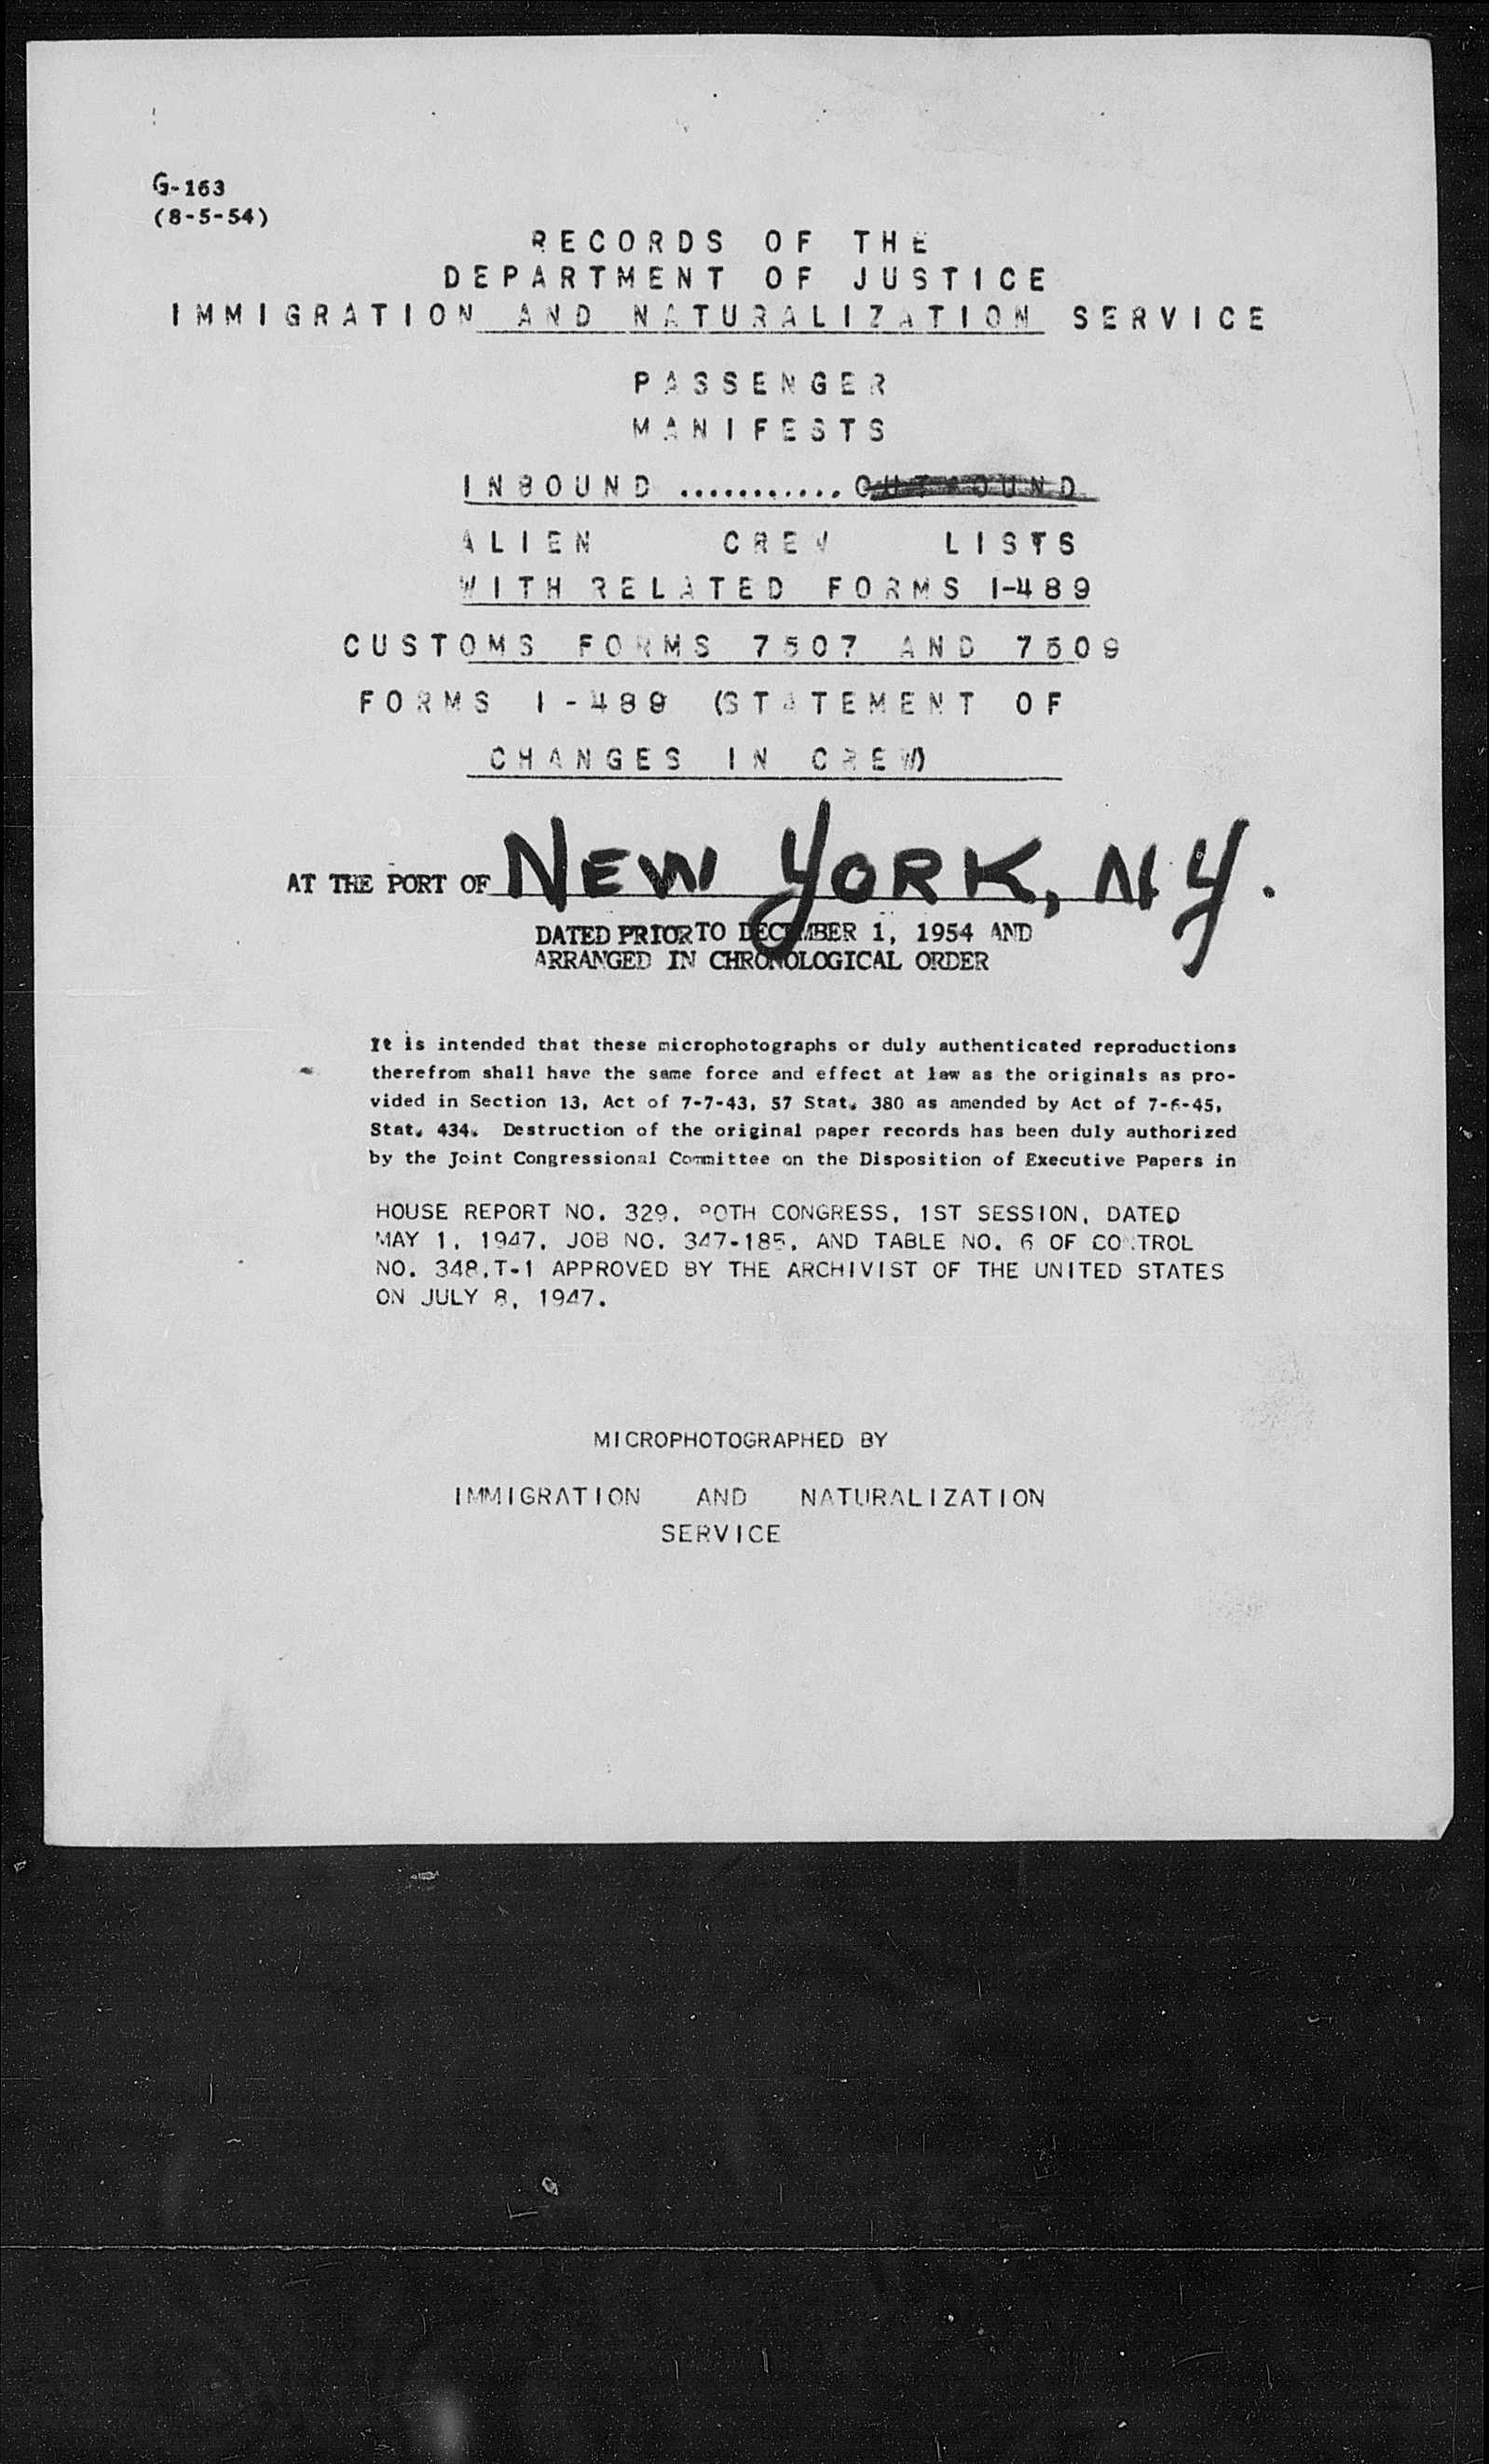 G-163
(8-5-54)
RECORDS OF THE
DEPARTMENT OF JUSTICE
IMMIGRATION AND NATURALIZATION SERVICE
PASSENGER
MANIFESTS
INBOUND ........... OUTBOUND
ALIEN CREW LISTS
WITH RELATED FORMS I-489
CUSTOMS FORMS 7507 AND 7509
FORMS I-489 (STATEMENT OF
CHANGES IN CREW)
AT THE PORT OF NEW YORK, NY.
DATED PRIOR TO DECEMBER 1, 1954 AND
ARRANGED IN CHRONOLOGICAL ORDER
It is intended that these microphotographs or duly authenticated reproductions
therefrom shall have the same force and effect at law as the originals as pro-
vided in Section 13, Act of 7-7-43, 57 Stat. 380 as amended by Act of 7-6-45,
Stat. 434. Destruction of the original paper records has been duly authorized
by the Joint Congressional Committee on the Disposition of Executive Papers in
HOUSE REPORT NO. 329, 80TH CONGRESS, 1ST SESSION, DATED
MAY 1, 1947, JOB NO. 347-185, AND TABLE NO. 6 OF CONTROL
NO. 348,T-1 APPROVED BY THE ARCHIVIST OF THE UNITED STATES
ON JULY 8, 1947.
MICROPHOTOGRAPHED BY
IMMIGRATION AND NATURALIZATION
SERVICE